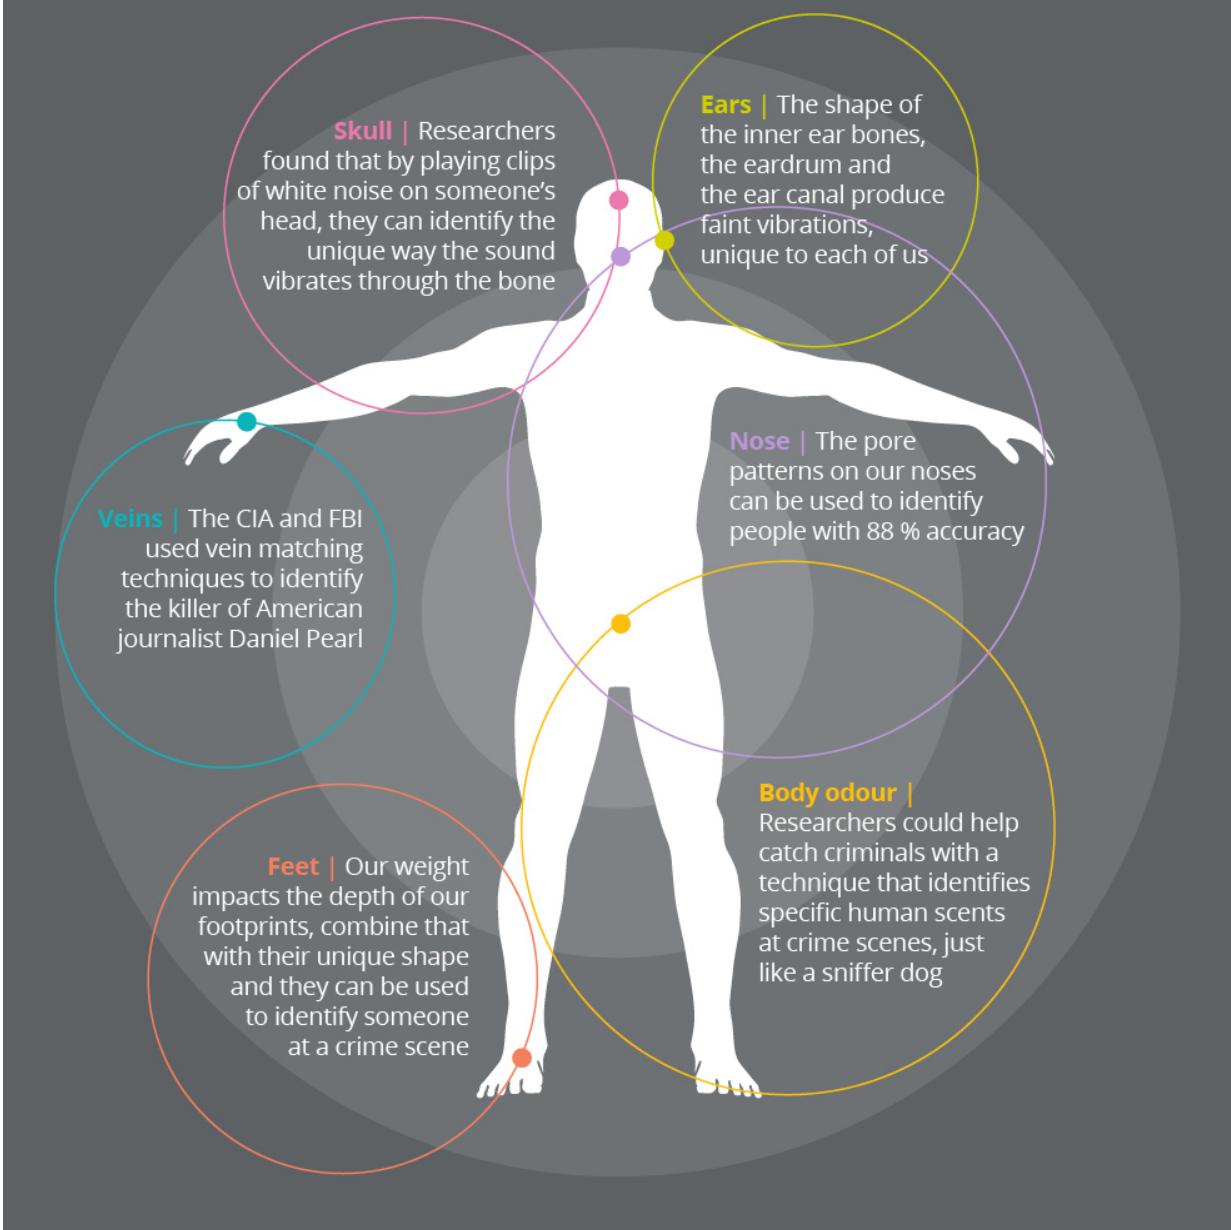 Skull | Researchers
found that by playing clips
of white noise on someone's
head, they can identify the
unique way the sound
vibrates through the bone
Ears | The shape of
the inner ear bones,
the eardrum and
the ear canal produce
faint vibrations,
unique to each of us
Nose | The pore
patterns on our noses
can be used to identify
people with 88 % accuracy
Veins | The CIA and FBI
used vein matching
techniques to identify
the killer of American
journalist Daniel Pearl
Body odour |
Researchers could help
catch criminals with a
technique that identifies
specific human scents
at crime scenes, just
like a sniffer dog
Feet | Our weight
impacts the depth of our
footprints, combine that
with their unique shape
and they can be used
to identify someone
at a crime scene